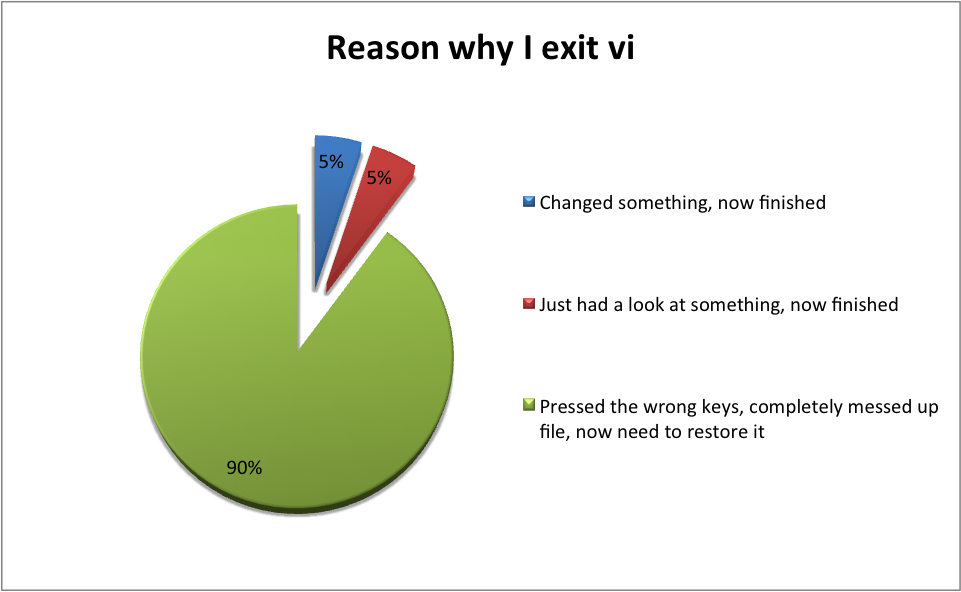 Reason why I exit vi
5%
5%
90%
Changed something, now finished
Just had a look at something, now finished
Pressed the wrong keys, completely messed up
file, now need to restore it